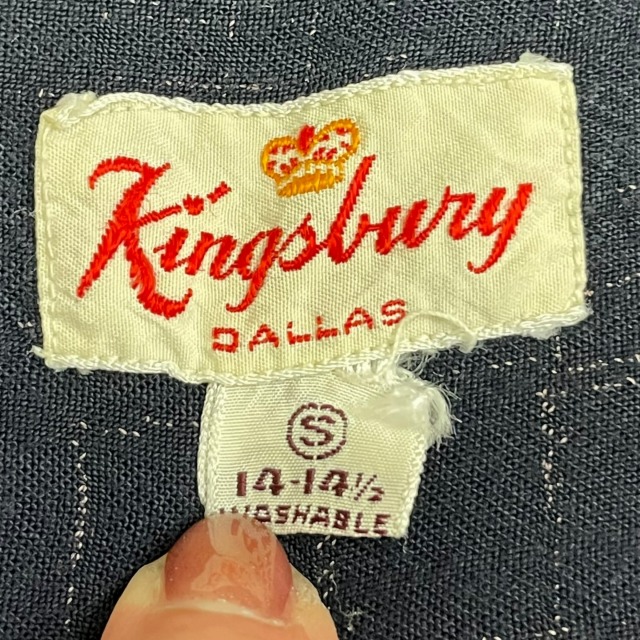 Kingsbury
DALLAS
S
14-14½
WASHABLE